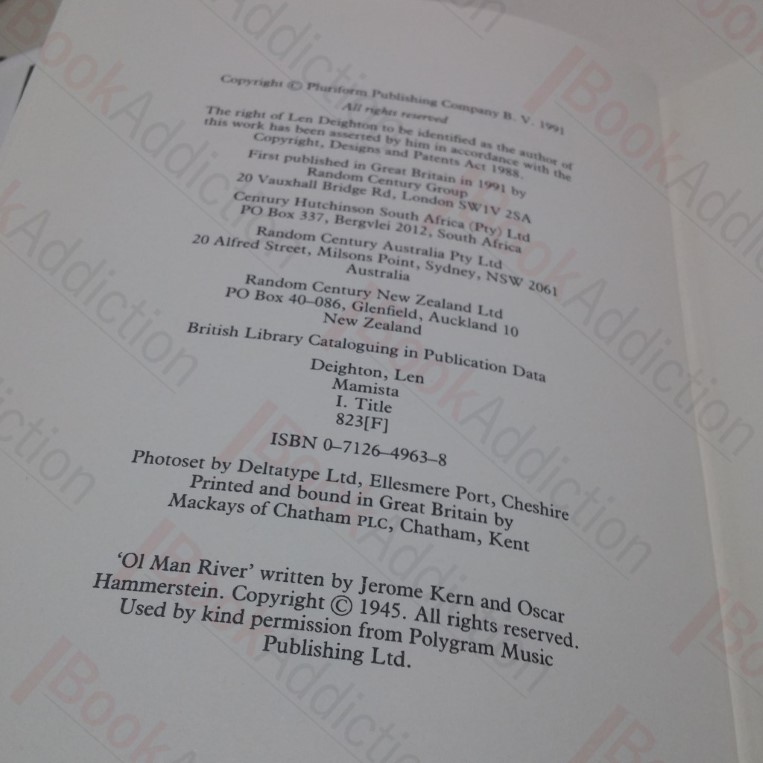 Copyright © Pluriform Publishing Company B. V. 1991
All rights reserved
The right of Len Deighton to be identified as the author of
this work has been asserted by him in accordance with the
Copyright, Designs and Patents Act 1988.
First published in Great Britain in 1991 by
Random Century Group
20 Vauxhall Bridge Rd, London SW1V 2SA
Century Hutchinson South Africa (Pty) Ltd
PO Box 337, Bergvlei 2012, South Africa
Random Century Australia Pty Ltd
20 Alfred Street, Milsons Point, Sydney, NSW 2061
Australia
Random Century New Zealand Ltd
PO Box 40–086, Glenfield, Auckland 10
New Zealand
British Library Cataloguing in Publication Data
Deighton, Len
Mamista
I. Title
823[F]
ISBN 0–7126–4963–8
Photoset by Deltatype Ltd, Ellesmere Port, Cheshire
Printed and bound in Great Britain by
Mackays of Chatham PLC, Chatham, Kent
'Ol Man River' written by Jerome Kern and Oscar
Hammerstein. Copyright © 1945. All rights reserved.
Used by kind permission from Polygram Music
Publishing Ltd.
BookAddiction